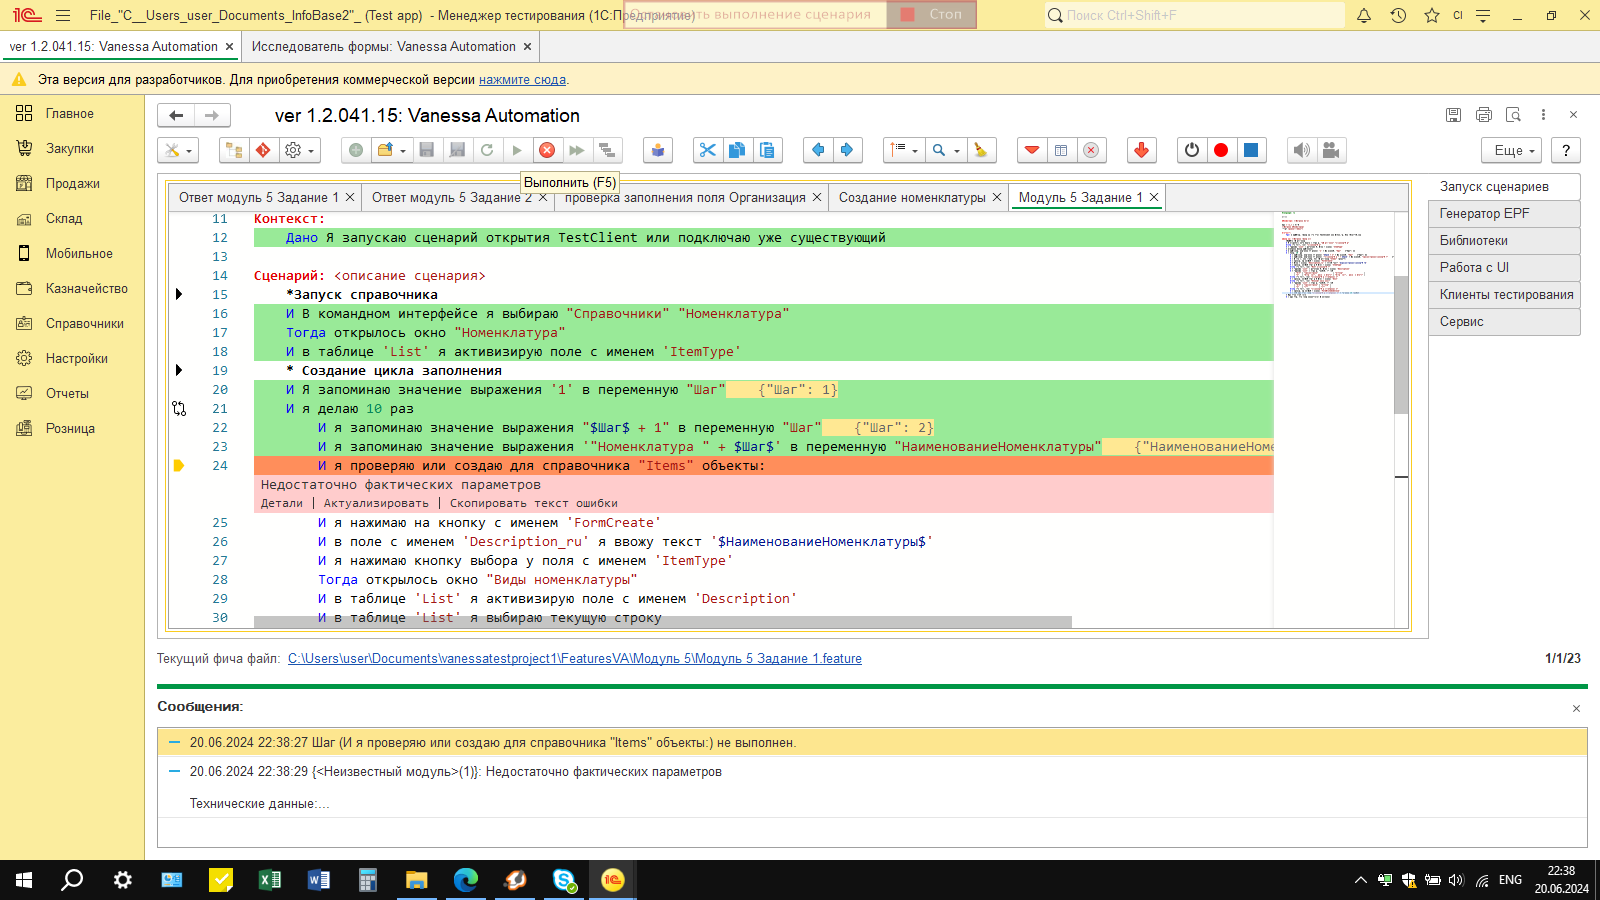 File_"C__Users_user_Documents_InfoBase2"_ (Test app) - Менеджер тестирования (1С:Предприятие)
выполнение сценария
Стоп
Поиск Ctrl+Shift+F
CI
ver 1.2.041.15: Vanessa Automation ×
Исследователь формы: Vanessa Automation ×
Эта версия для разработчиков. Для приобретения коммерческой версии нажмите сюда.
Главное
Закупки
Продажи
Склад
Мобильное
Казначейство
Справочники
Настройки
Отчеты
Розница
ver 1.2.041.15: Vanessa Automation
Еще
?
Выполнить (F5)
Ответ модуль 5 Задание 1 ×
Ответ модуль 5 Задание 2 ×
проверка заполнения поля Организация ×
Создание номенклатуры ×
Модуль 5 Задание 1 ×
11 Контекст:
12 Дано Я запускаю сценарий открытия TestClient или подключаю уже существующий
13
14 Сценарий: <описание сценария>
15 *Запуск справочника
16 И В командном интерфейсе я выбираю "Справочники" "Номенклатура"
17 Тогда открылось окно "Номенклатура"
18 И в таблице 'List' я активизирую поле с именем 'ItemType'
19 * Создание цикла заполнения
20 И Я запоминаю значение выражения '1' в переменную "Шаг" {"Шаг": 1}
21 И я делаю 10 раз
22 И я запоминаю значение выражения "$Шаг$ + 1" в переменную "Шаг" {"Шаг": 2}
23 И я запоминаю значение выражения '"Номенклатура " + $Шаг$' в переменную "НаименованиеНоменклатуры" {"НаименованиеНоме
24 И я проверяю или создаю для справочника "Items" объекты:
Недостаточно фактических параметров
Детали | Актуализировать | Скопировать текст ошибки
25 И я нажимаю на кнопку с именем 'FormCreate'
26 И в поле с именем 'Description_ru' я ввожу текст '$НаименованиеНоменклатуры$'
27 И я нажимаю кнопку выбора у поля с именем 'ItemType'
28 Тогда открылось окно "Виды номенклатуры"
29 И в таблице 'List' я активизирую поле с именем 'Description'
30 И в таблице 'List' я выбираю текущую строку
Запуск сценариев
Генератор EPF
Библиотеки
Работа с UI
Клиенты тестирования
Сервис
Текущий фича файл: C:\Users\user\Documents\vanessatestproject1\FeaturesVA\Модуль 5\Модуль 5 Задание 1.feature
1/1/23
Сообщения:
20.06.2024 22:38:27 Шаг (И я проверяю или создаю для справочника "Items" объекты:) не выполнен.
20.06.2024 22:38:29 {<Неизвестный модуль>(1)}: Недостаточно фактических параметров
Технические данные:...
ENG
22:38
20.06.2024